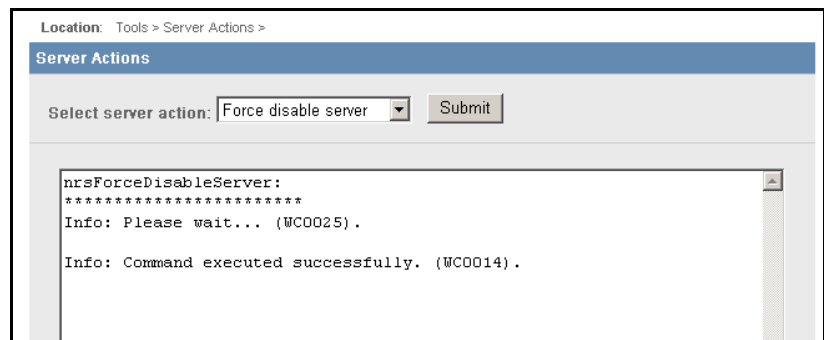 Location: Tools > Server Actions >
Server Actions
Select server action: Force disable server Submit
nrsForceDisableServer:
************************
Info: Please wait... (WC0025).
Info: Command executed successfully. (WC0014).